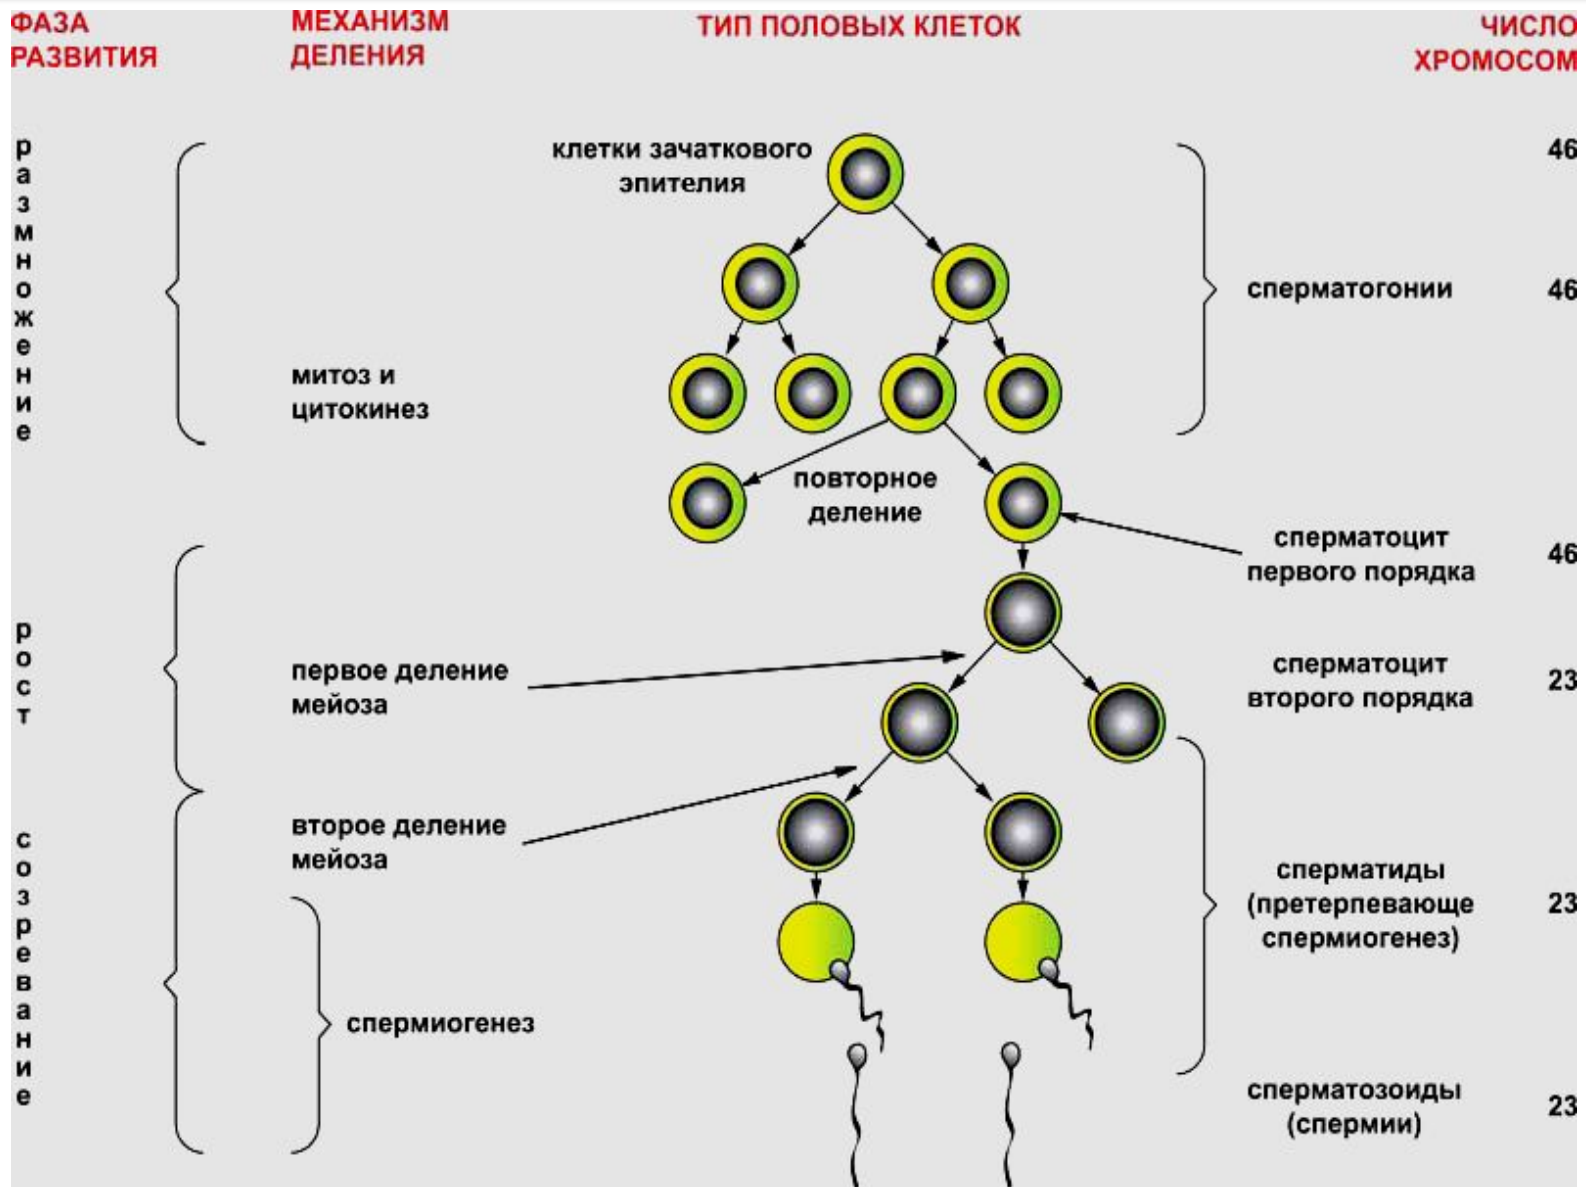 ФАЗА
РАЗВИТИЯ
МЕХАНИЗМ
ДЕЛЕНИЯ
ТИП ПОЛОВЫХ КЛЕТОК
ЧИСЛО
ХРОМОСОМ
размножение
клетки зачаткового
эпителия
46
сперматогонии
46
митоз и
цитокинез
повторное
деление
сперматоцит
первого порядка
46
рост
первое деление
мейоза
сперматоцит
второго порядка
23
созревание
второе деление
мейоза
сперматиды
(претерпевающе
спермиогенез)
23
спермиогенез
сперматозоиды
(спермии)
23